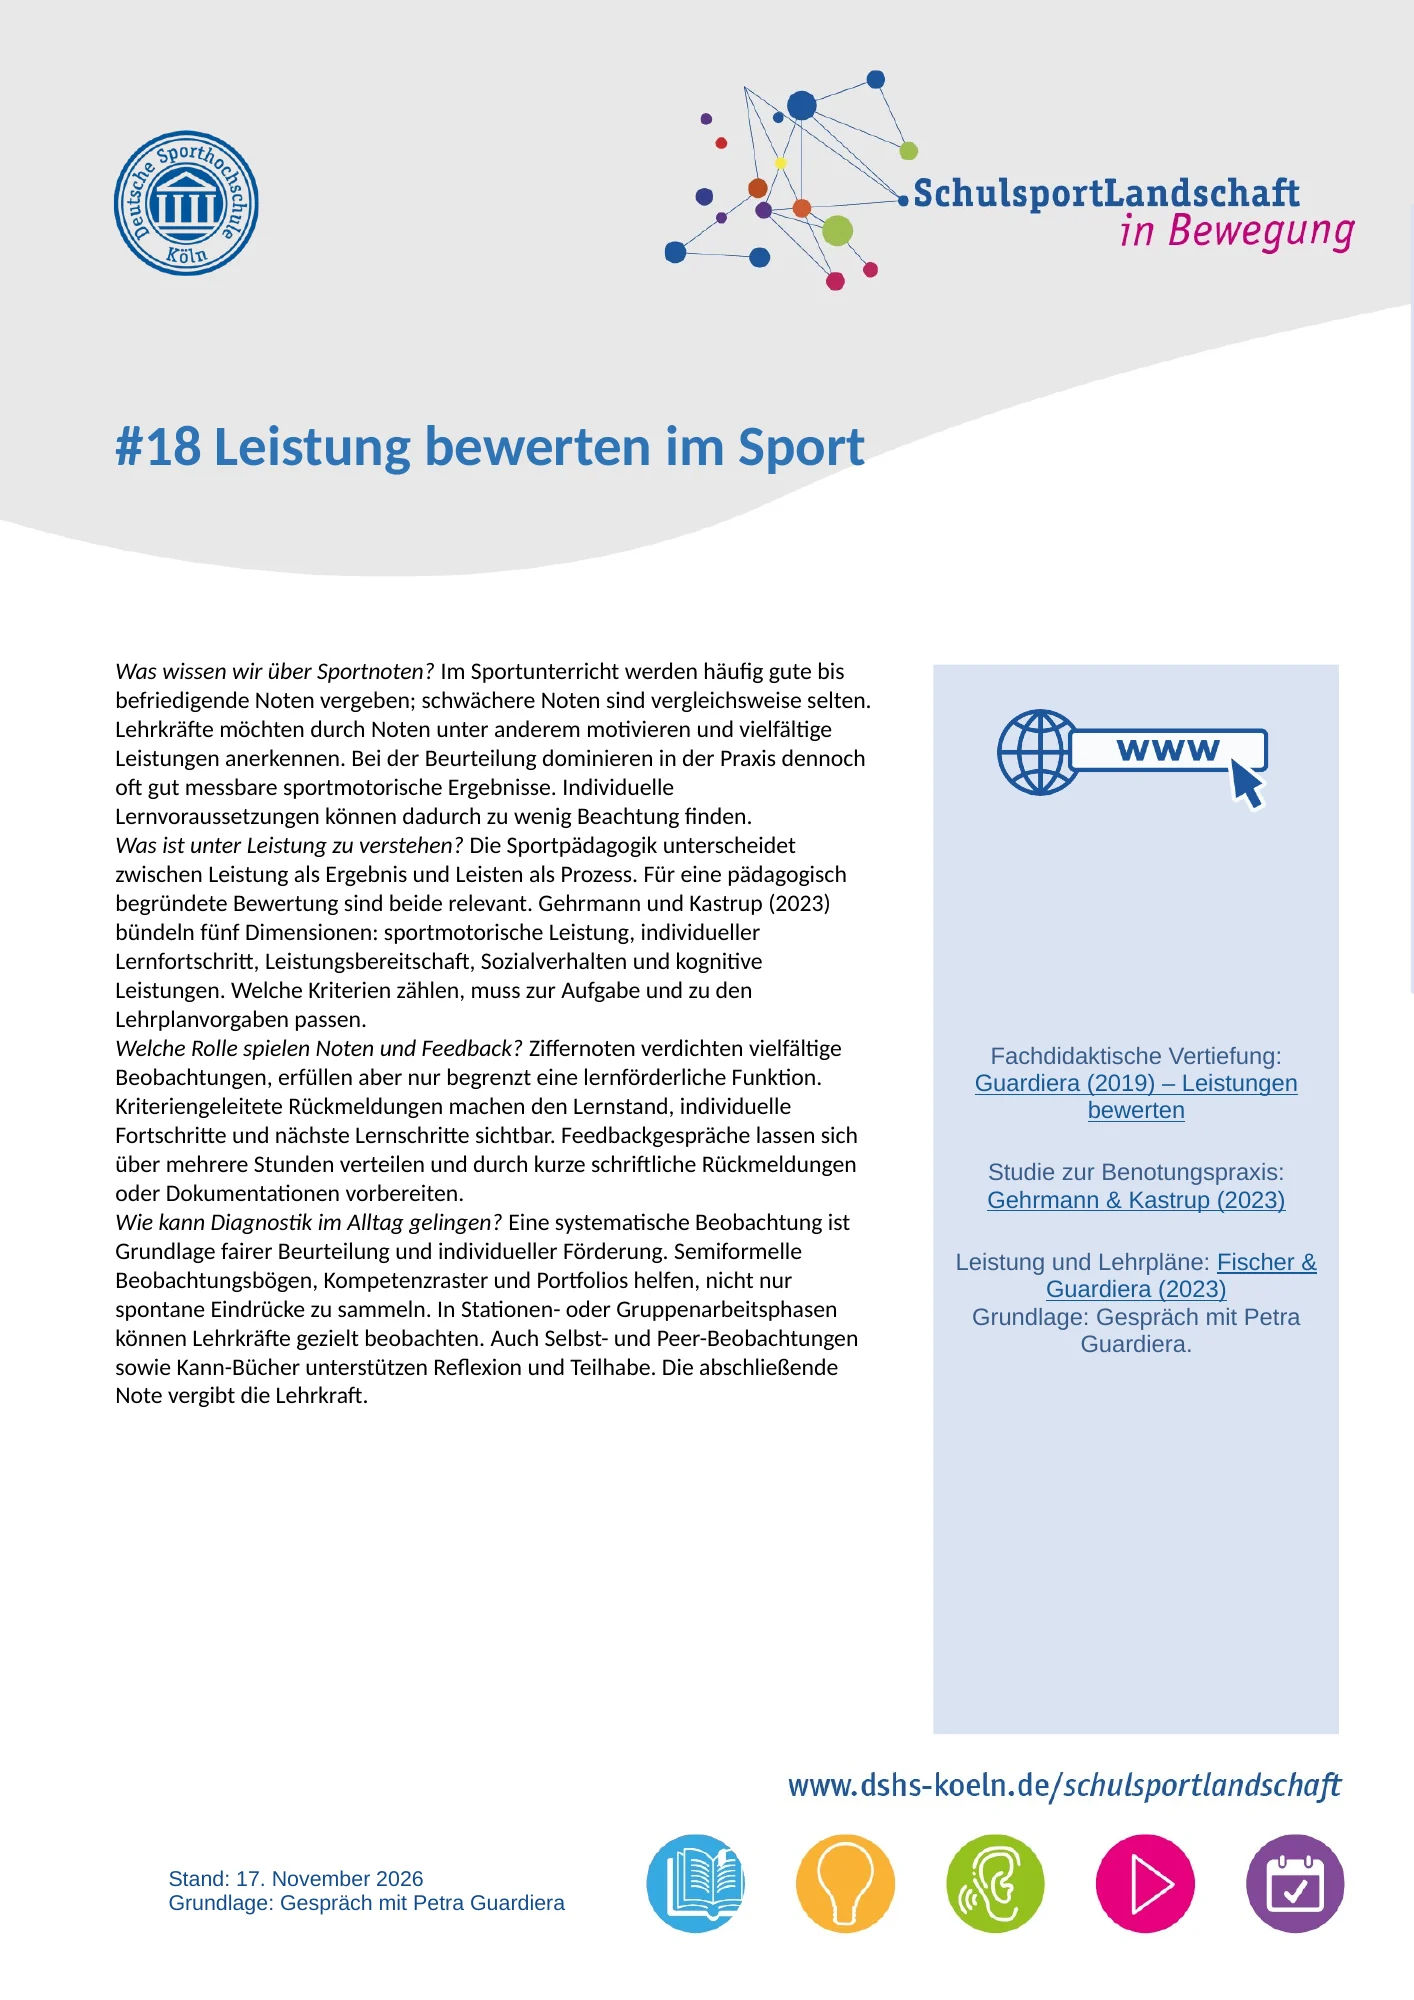 Deutsche Sporthochschule
Köln
SchulsportLandschaft
in Bewegung
#18 Leistung bewerten im Sport
Was wissen wir über Sportnoten? Im Sportunterricht werden häufig gute bis
befriedigende Noten vergeben; schwächere Noten sind vergleichsweise selten.
Lehrkräfte möchten durch Noten unter anderem motivieren und vielfältige
Leistungen anerkennen. Bei der Beurteilung dominieren in der Praxis dennoch
oft gut messbare sportmotorische Ergebnisse. Individuelle
Lernvoraussetzungen können dadurch zu wenig Beachtung finden.
Was ist unter Leistung zu verstehen? Die Sportpädagogik unterscheidet
zwischen Leistung als Ergebnis und Leisten als Prozess. Für eine pädagogisch
begründete Bewertung sind beide relevant. Gehrmann und Kastrup (2023)
bündeln fünf Dimensionen: sportmotorische Leistung, individueller
Lernfortschritt, Leistungsbereitschaft, Sozialverhalten und kognitive
Leistungen. Welche Kriterien zählen, muss zur Aufgabe und zu den
Lehrplanvorgaben passen.
Welche Rolle spielen Noten und Feedback? Ziffernoten verdichten vielfältige
Beobachtungen, erfüllen aber nur begrenzt eine lernförderliche Funktion.
Kriteriengeleitete Rückmeldungen machen den Lernstand, individuelle
Fortschritte und nächste Lernschritte sichtbar. Feedbackgespräche lassen sich
über mehrere Stunden verteilen und durch kurze schriftliche Rückmeldungen
oder Dokumentationen vorbereiten.
Wie kann Diagnostik im Alltag gelingen? Eine systematische Beobachtung ist
Grundlage fairer Beurteilung und individueller Förderung. Semiformelle
Beobachtungsbögen, Kompetenzraster und Portfolios helfen, nicht nur
spontane Eindrücke zu sammeln. In Stationen- oder Gruppenarbeitsphasen
können Lehrkräfte gezielt beobachten. Auch Selbst- und Peer-Beobachtungen
sowie Kann-Bücher unterstützen Reflexion und Teilhabe. Die abschließende
Note vergibt die Lehrkraft.
www
Fachdidaktische Vertiefung:
Guardiera (2019) – Leistungen
bewerten
Studie zur Benotungspraxis:
Gehrmann & Kastrup (2023)
Leistung und Lehrpläne: Fischer &
Guardiera (2023)
Grundlage: Gespräch mit Petra
Guardiera.
www.dshs-koeln.de/schulsportlandschaft
Stand: 17. November 2026
Grundlage: Gespräch mit Petra Guardiera